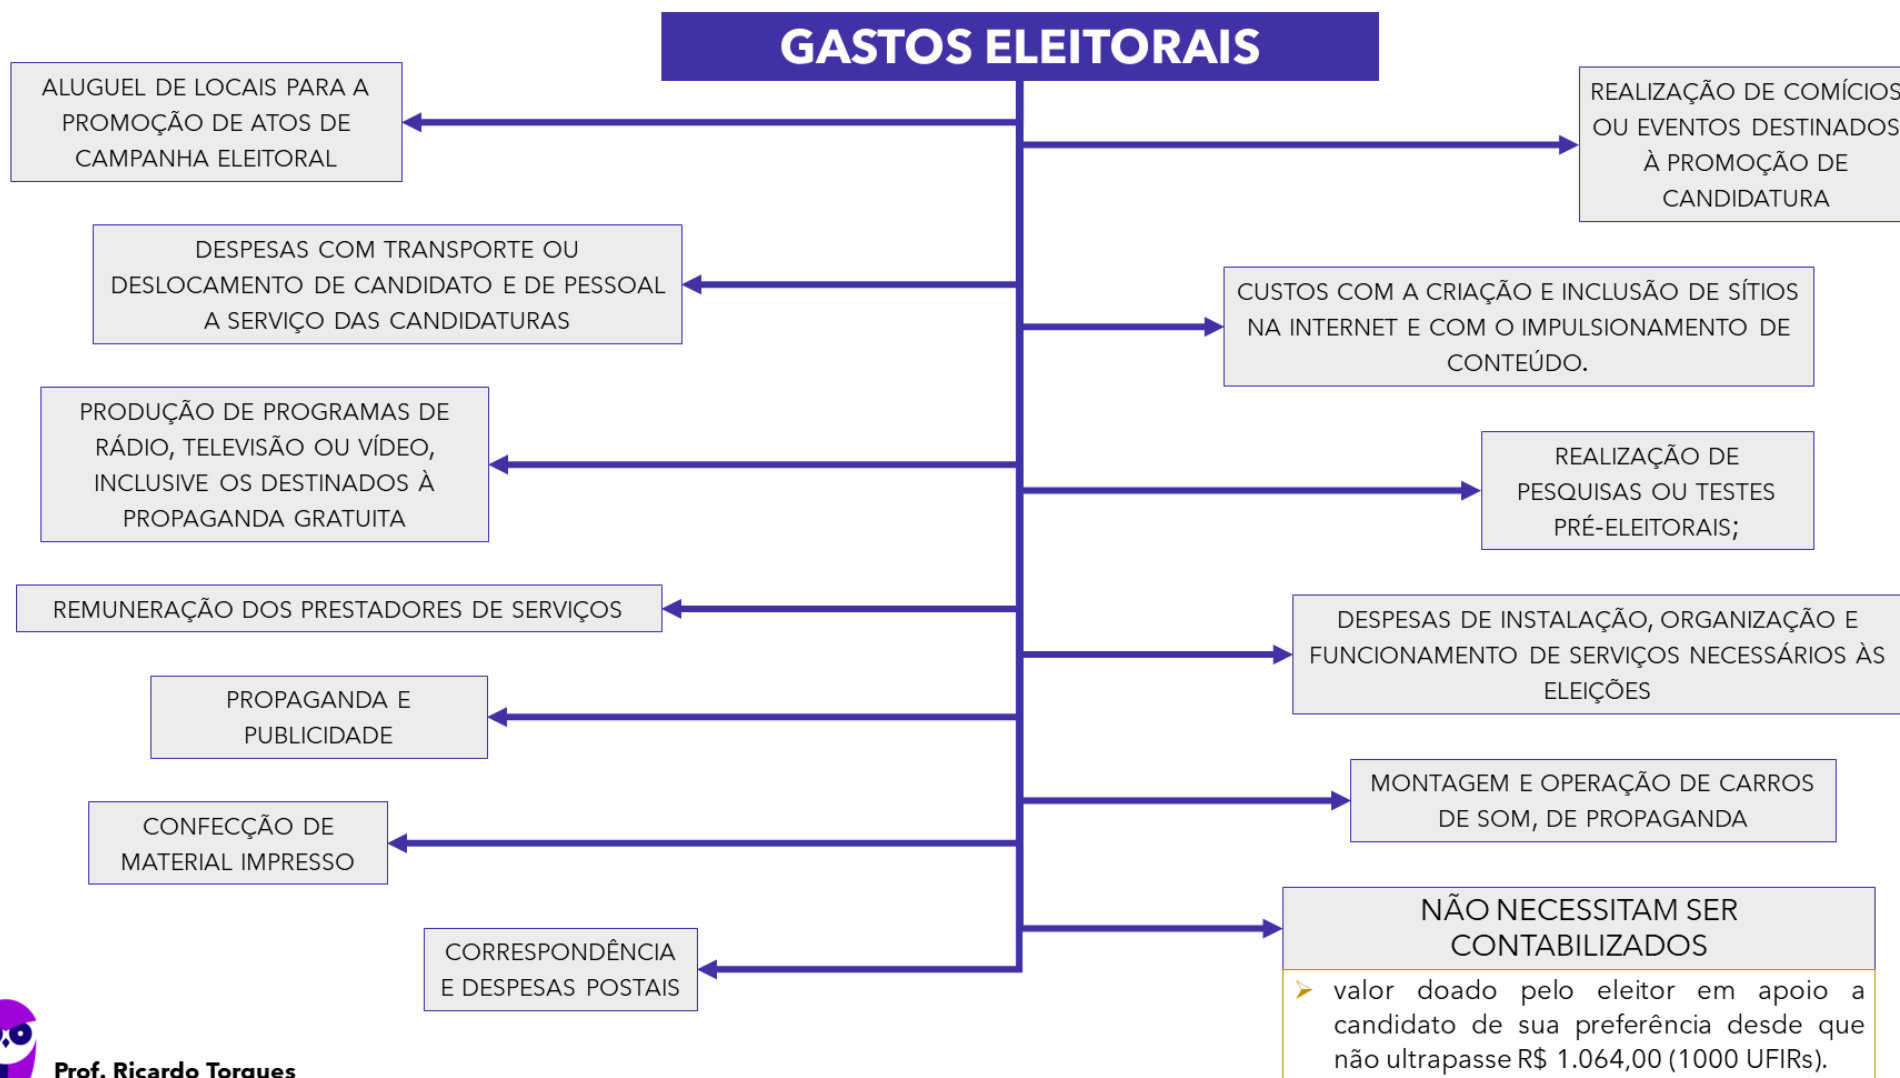 GASTOS ELEITORAIS
ALUGUEL DE LOCAIS PARA A
PROMOÇÃO DE ATOS DE
CAMPANHA ELEITORAL
DESPESAS COM TRANSPORTE OU
DESLOCAMENTO DE CANDIDATO E DE PESSOAL
A SERVIÇO DAS CANDIDATURAS
PRODUÇÃO DE PROGRAMAS DE
RÁDIO, TELEVISÃO OU VÍDEO,
INCLUSIVE OS DESTINADOS À
PROPAGANDA GRATUITA
REMUNERAÇÃO DOS PRESTADORES DE SERVIÇOS
PROPAGANDA E
PUBLICIDADE
CONFECÇÃO DE
MATERIAL IMPRESSO
CORRESPONDÊNCIA
E DESPESAS POSTAIS
REALIZAÇÃO DE COMÍCIOS
OU EVENTOS DESTINADOS
À PROMOÇÃO DE
CANDIDATURA
CUSTOS COM A CRIAÇÃO E INCLUSÃO DE SÍTIOS
NA INTERNET E COM O IMPULSIONAMENTO DE
CONTEÚDO.
REALIZAÇÃO DE
PESQUISAS OU TESTES
PRÉ-ELEITORAIS;
DESPESAS DE INSTALAÇÃO, ORGANIZAÇÃO E
FUNCIONAMENTO DE SERVIÇOS NECESSÁRIOS ÀS
ELEIÇÕES
MONTAGEM E OPERAÇÃO DE CARROS
DE SOM, DE PROPAGANDA
NÃO NECESSITAM SER
CONTABILIZADOS
valor doado pelo eleitor em apoio a
candidato de sua preferência desde que
não ultrapasse R$ 1.064,00 (1000 UFIRs).
Prof. Ricardo Torques